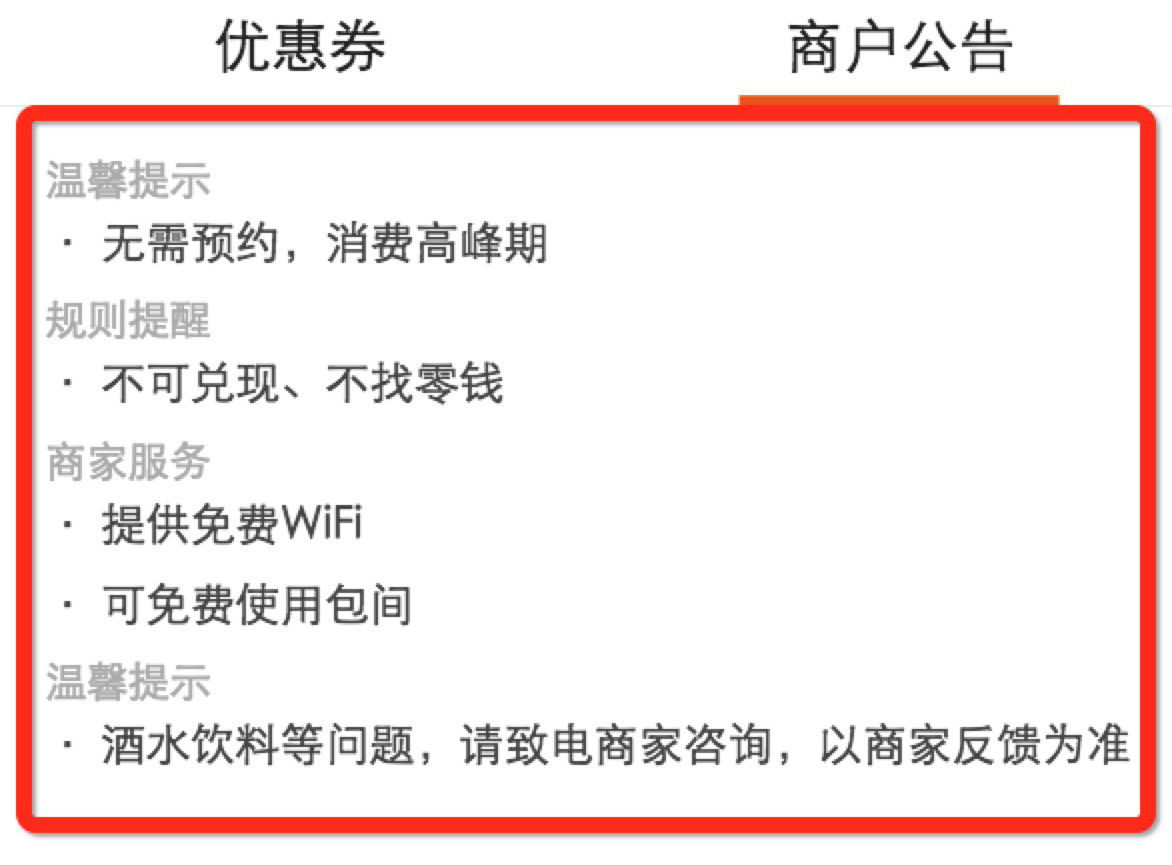 优惠券 商户公告
温馨提示
· 无需预约，消费高峰期
规则提醒
· 不可兑现、不找零钱
商家服务
· 提供免费WiFi
· 可免费使用包间
温馨提示
· 酒水饮料等问题，请致电商家咨询，以商家反馈为准